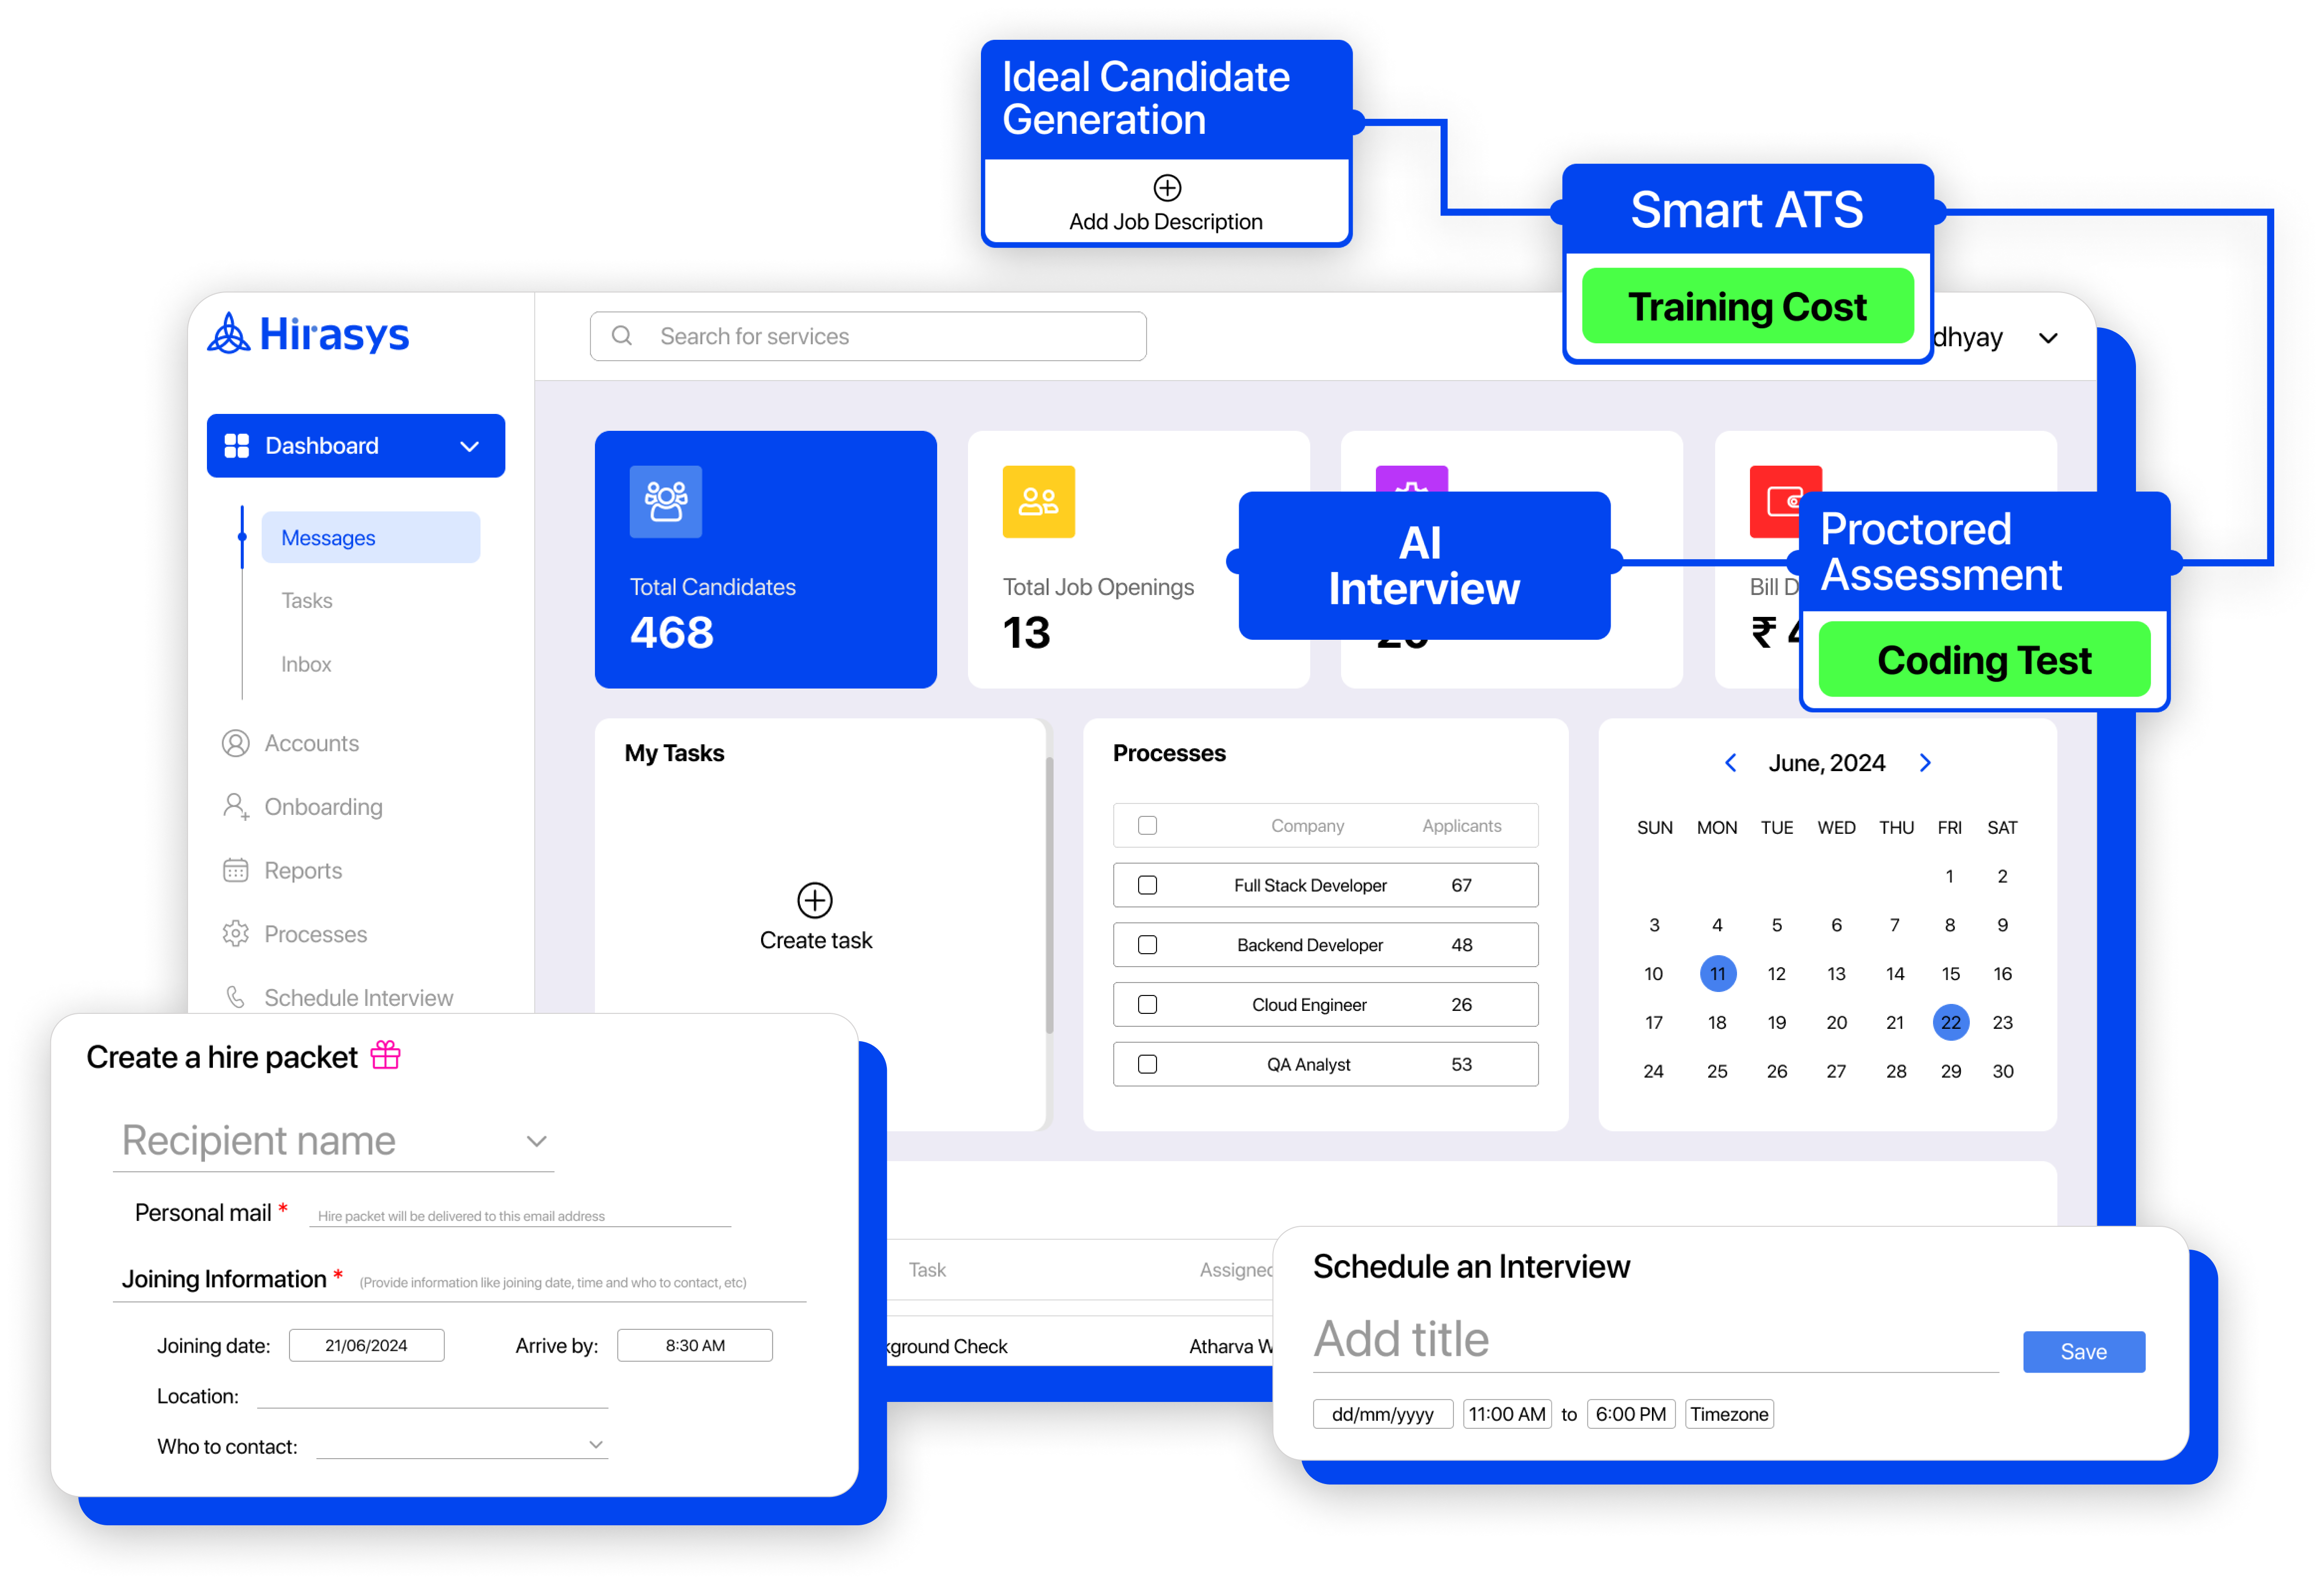 Ideal Candidate
Generation
Add Job Description
Smart ATS
Training Cost
Hirasys
Search for services
Dashboard
Messages
Tasks
Inbox
Accounts
Onboarding
Reports
Processes
Schedule Interview
Total Candidates
468
Total Job Openings
13
AI
Interview
₹
Proctored
Assessment
Coding Test
My Tasks
Create task
Processes
Company Applicants
Full Stack Developer 67
Backend Developer 48
Cloud Engineer 26
QA Analyst 53
June, 2024
SUN MON TUE WED THU FRI SAT
1 2
3 4 5 6 7 8 9
10 11 12 13 14 15 16
17 18 19 20 21 22 23
24 25 26 27 28 29 30
Task
Check Atharva
Create a hire packet
Recipient name
Personal mail * Hire packet will be delivered to this email address
Joining Information * (Provide information like joining date, time and who to contact, etc)
Joining date: 21/06/2024 Arrive by: 8:30 AM
Location:
Who to contact:
Schedule an Interview
Add title
Save
dd/mm/yyyy 11:00 AM to 6:00 PM Timezone